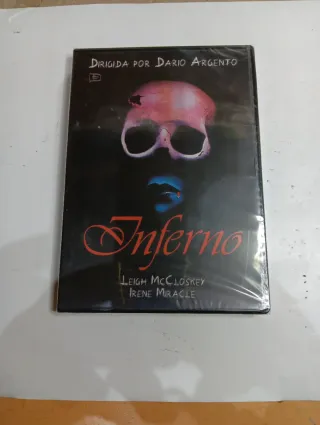 Dirigida por Dario Argento
Inferno
Leigh McCloskey
Irene Miracle